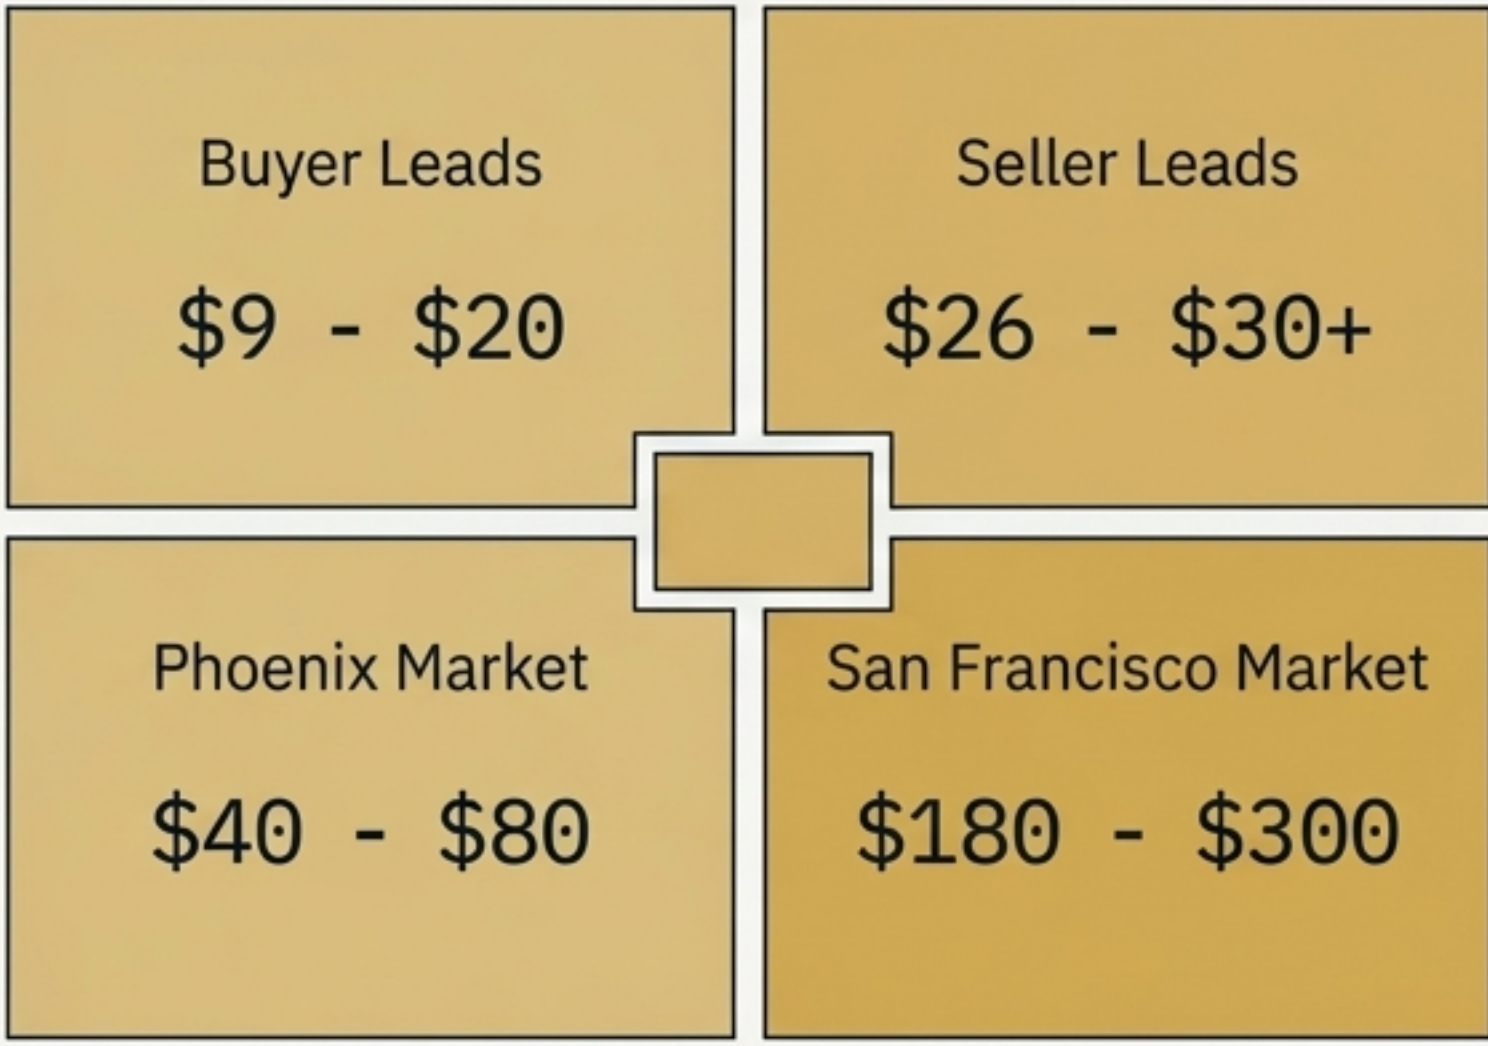 Buyer Leads
$9 - $20
Seller Leads
$26 - $30+
Phoenix Market
$40 - $80
San Francisco Market
$180 - $300